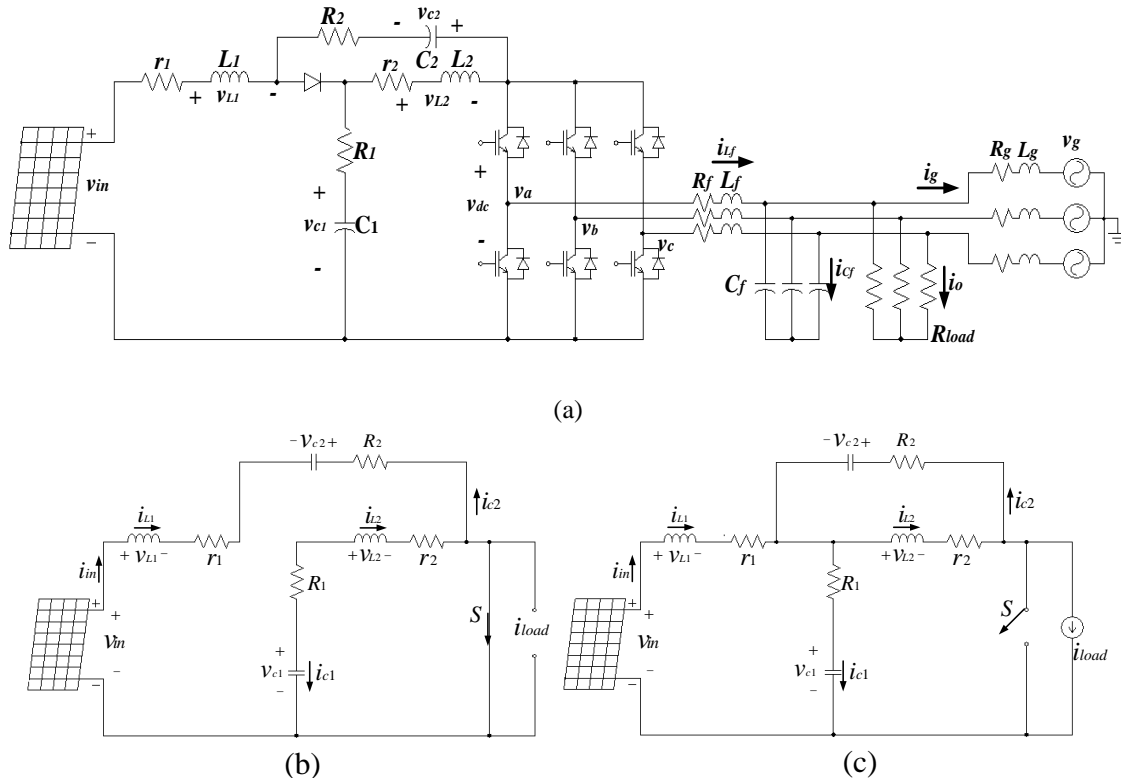 R2 - vc2 +
C2
r1 L1 r2 L2
+ vL1 - + vL2 -
+ vin -
R1
+ vc1 - C1
+ vdc -
va
vb
vc
iLf
Rf Lf
ig
Rg Lg vg
Cf iCf
io
Rload
(a)
- vc2 + R2
iL1 iL2 ic2
+ vL1 - r1 + vL2 - r2
iin
R1
+ vin -
S
iload
+ vc1 - ic1
(b)
- vc2 + R2
iL1 iL2 ic2
+ vL1 - r1 + vL2 - r2
iin
R1
+ vin -
S
iload
+ vc1 - ic1
(c)